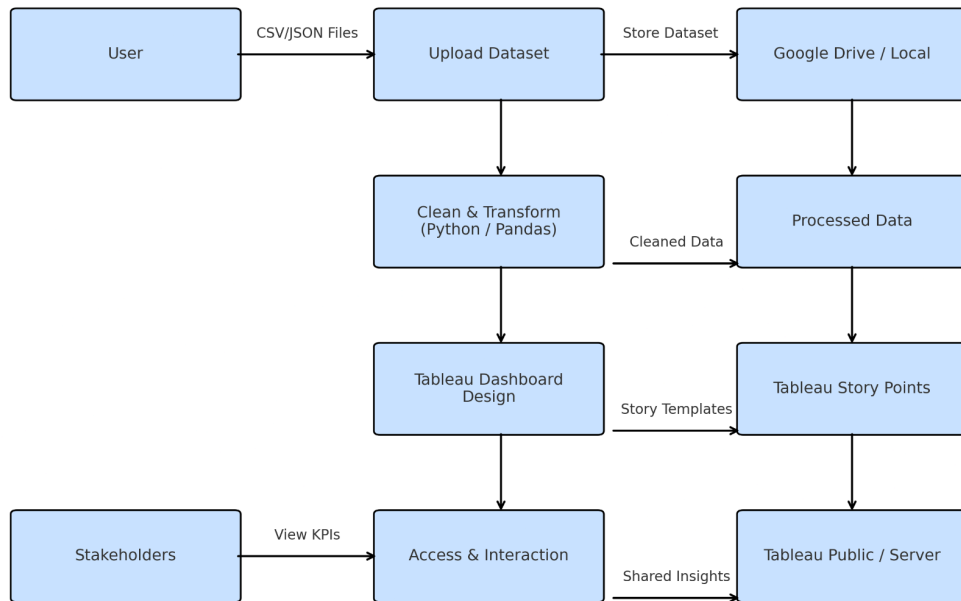 User
CSV/JSON Files
Upload Dataset
Store Dataset
Google Drive / Local
Clean & Transform
(Python / Pandas)
Cleaned Data
Processed Data
Tableau Dashboard
Design
Story Templates
Tableau Story Points
Stakeholders
View KPIs
Access & Interaction
Shared Insights
Tableau Public / Server